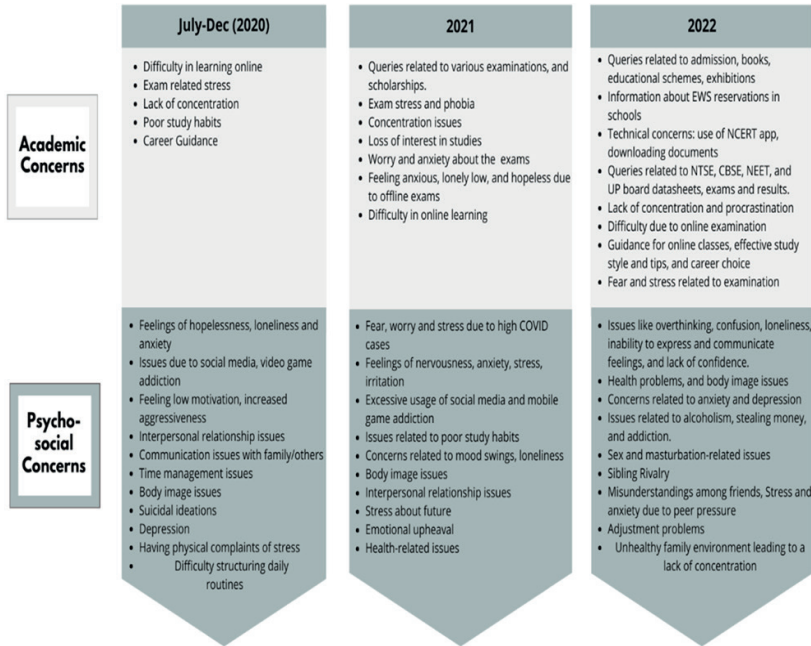 July-Dec (2020)
2021
2022
Academic
Concerns
• Difficulty in learning online
• Exam related stress
• Lack of concentration
• Poor study habits
• Career Guidance
• Queries related to various examinations, and
scholarships.
• Exam stress and phobia
• Concentration issues
• Loss of interest in studies
• Worry and anxiety about the exams
• Feeling anxious, lonely low, and hopeless due
to offline exams
• Difficulty in online learning
• Queries related to admission, books,
educational schemes, exhibitions
• Information about EWS reservations in
schools
• Technical concerns: use of NCERT app,
downloading documents
• Queries related to NTSE, CBSE, NEET, and
UP board datasheets, exams and results.
• Lack of concentration and procrastination
• Difficulty due to online examination
• Guidance for online classes, effective study
style and tips, and career choice
• Fear and stress related to examination
Psycho-
social
Concerns
• Feelings of hopelessness, loneliness and
anxiety
• Issues due to social media, video game
addiction
• Feeling low motivation, increased
aggressiveness
• Interpersonal relationship issues
• Communication issues with family/others
• Time management issues
• Body image issues
• Suicidal ideations
• Depression
• Having physical complaints of stress
• Difficulty structuring daily
routines
• Fear, worry and stress due to high COVID
cases
• Feelings of nervousness, anxiety, stress,
irritation
• Excessive usage of social media and mobile
game addiction
• Issues related to poor study habits
• Concerns related to mood swings, loneliness
• Body image issues
• Interpersonal relationship issues
• Stress about future
• Emotional upheaval
• Health-related issues
• Issues like overthinking, confusion, loneliness,
inability to express and communicate
feelings, and lack of confidence.
• Health problems, and body image issues
• Concerns related to anxiety and depression
• Issues related to alcoholism, stealing money,
and addiction.
• Sex and masturbation-related issues
• Sibling Rivalry
• Misunderstandings among friends, Stress and
anxiety due to peer pressure
• Adjustment problems
• Unhealthy family environment leading to a
lack of concentration